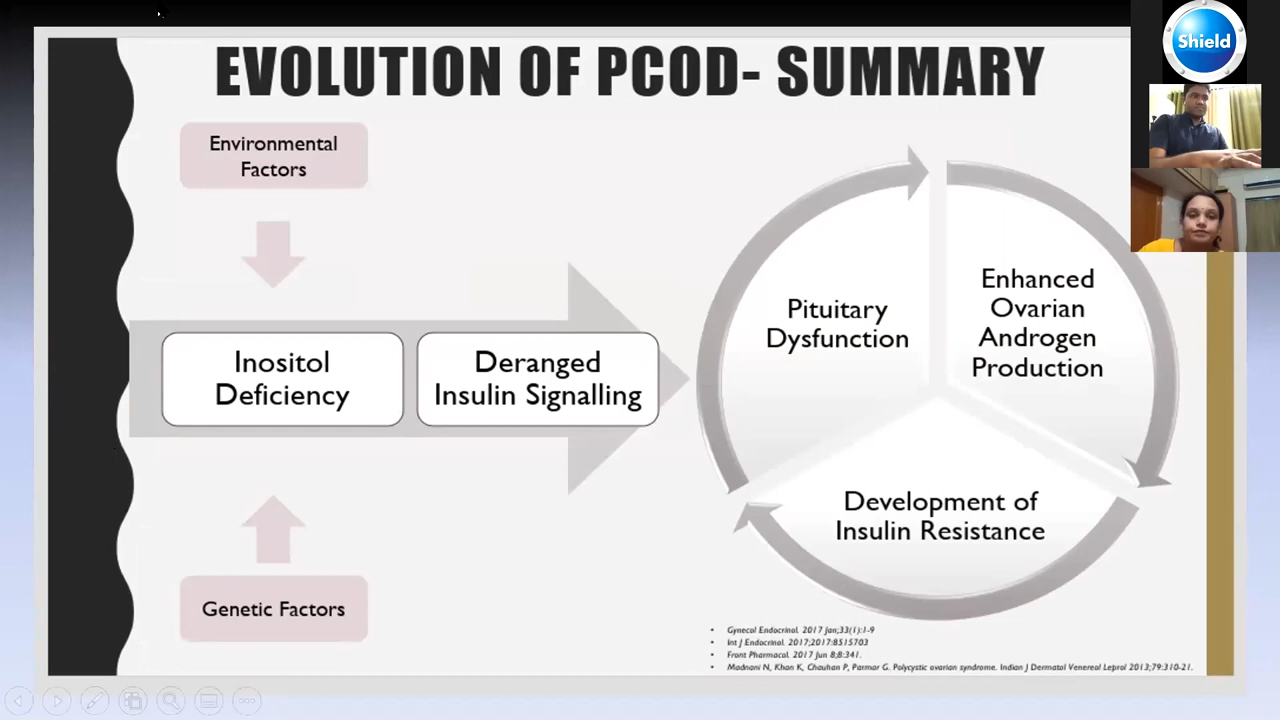 EVOLUTION OF PCOD- SUMMARY
Shield
Environmental
Factors
Inositol
Deficiency
Deranged
Insulin Signalling
Genetic Factors
Pituitary
Dysfunction
Enhanced
Ovarian
Androgen
Production
Development of
Insulin Resistance
• Gynecol Endocrinol. 2017 Jan;33(1):1-9
• Int J Endocrinol. 2017;2017:8515703
• Front Pharmacol. 2017 Jun 8;8:341.
• Madnani N, Khan K, Chauhan P, Parmar G. Polycystic ovarian syndrome. Indian J Dermatol Venereol Leprol 2013;79:310-21.